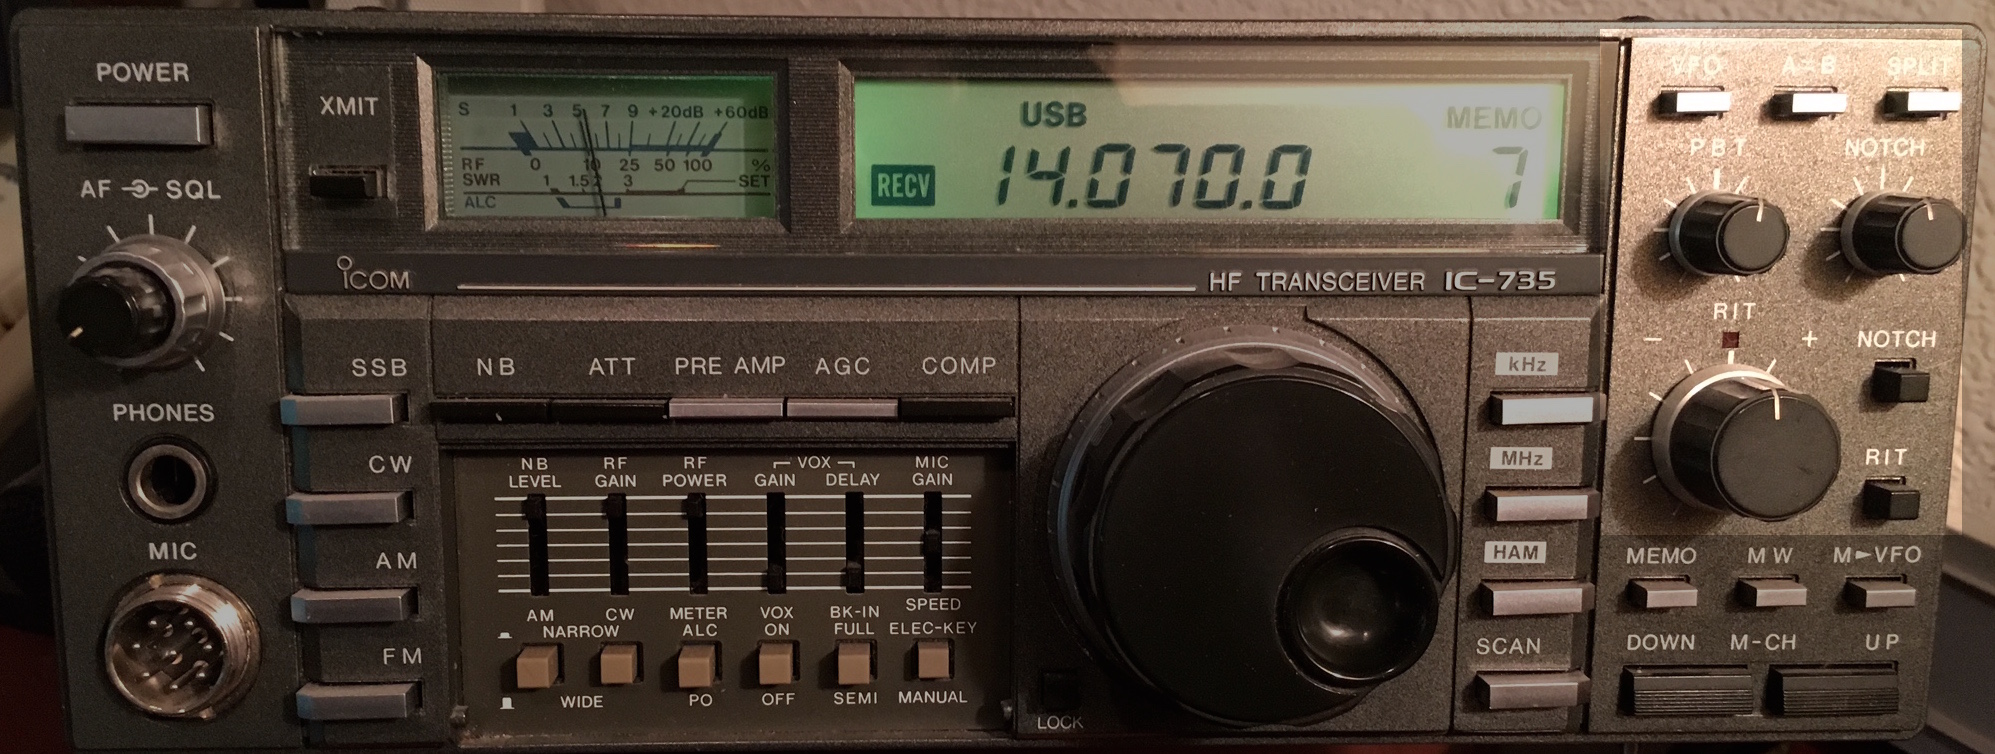 POWER
AF SQL
PHONES
MIC
XMIT
S 1 3 5 7 9 +20dB +60dB
RF 0 10 25 50 100 %
SWR 1 1.5 2 3 SET
ALC
USB MEMO
RECV 14.070.0 7
ICOM
HF TRANSCEIVER IC-735
SSB
CW
AM
FM
NB ATT PRE AMP AGC COMP
NB LEVEL
RF GAIN
RF POWER
VOX
GAIN DELAY
MIC GAIN
AM CW
NARROW
METER ALC
VOX ON
BK-IN FULL
SPEED
ELEC-KEY
WIDE PO OFF SEMI MANUAL
LOCK
kHz
MHz
HAM
SCAN
VFO A=B SPLIT
PBT NOTCH
RIT
- +
NOTCH
RIT
MEMO MW M►VFO
DOWN M-CH UP